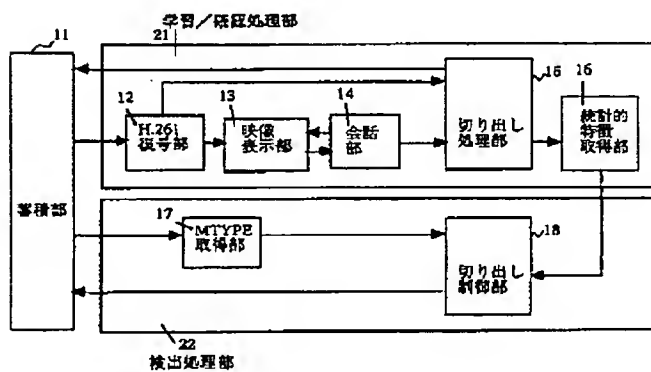 学習/確認処理部
21
11
12
H.261
復号部
13
映像
表示部
14
会話
部
15
切り出し
処理部
16
統計的
特徴
取得部
蓄積部
17
MTYPE
取得部
18
切り出し
制御部
22
検出処理部